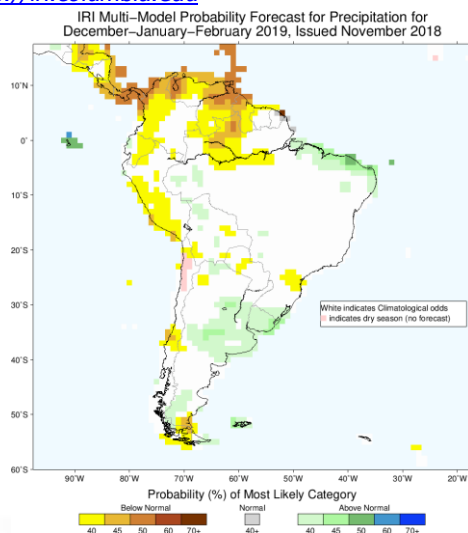 IRI Multi-Model Probability Forecast for Precipitation for
December-January-February 2019, Issued November 2018
10°N
0°
10°S
20°S
30°S
40°S
50°S
60°S
White indicates Climatological odds
indicates dry season (no forecast)
90°W 80°W 70°W 60°W 50°W 40°W 30°W 20°W
Probability (%) of Most Likely Category
Below Normal Normal Above Normal
40 45 50 60 70+ 40+ 40 45 50 60 70+